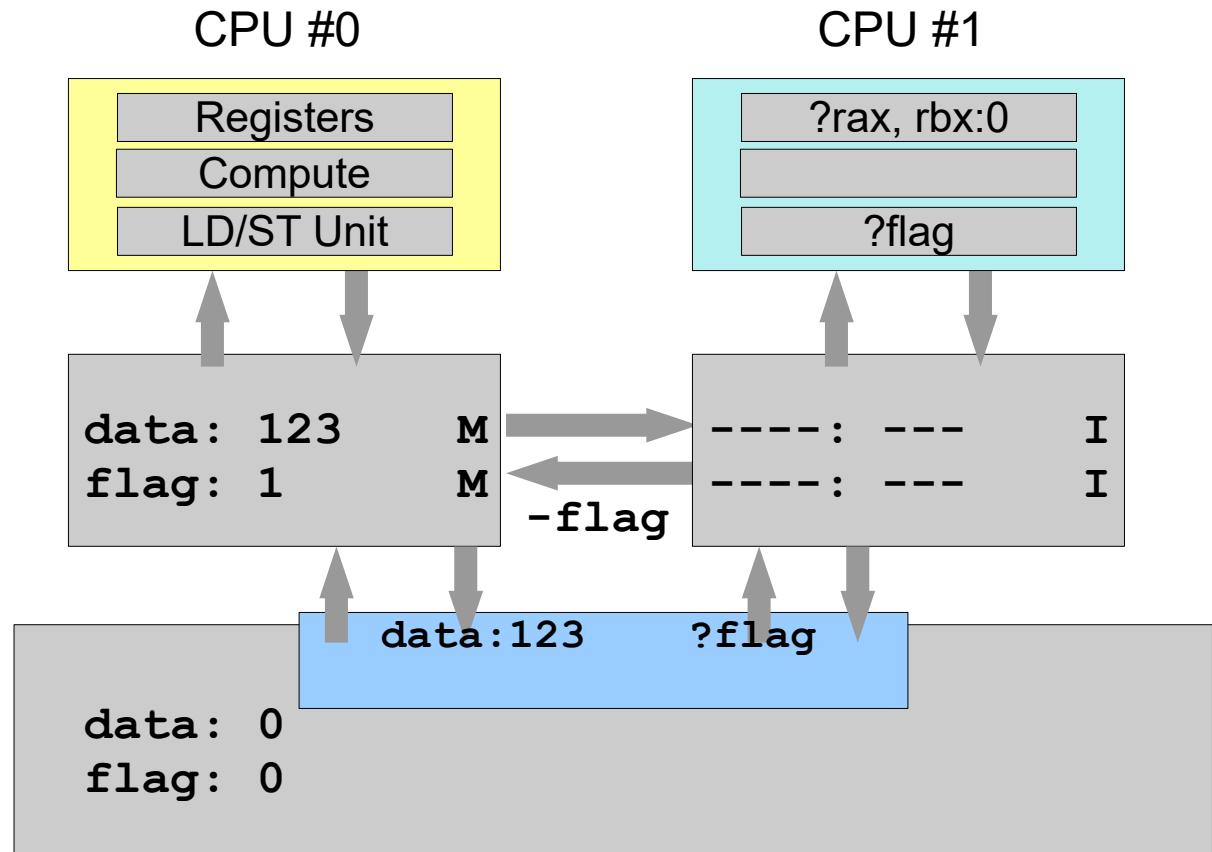 CPU #0 CPU #1
Registers ?rax, rbx:0
Compute
LD/ST Unit ?flag
data: 123 M ----: --- I
flag: 1 M ----: --- I
-flag
data:123 ?flag
data: 0
flag: 0